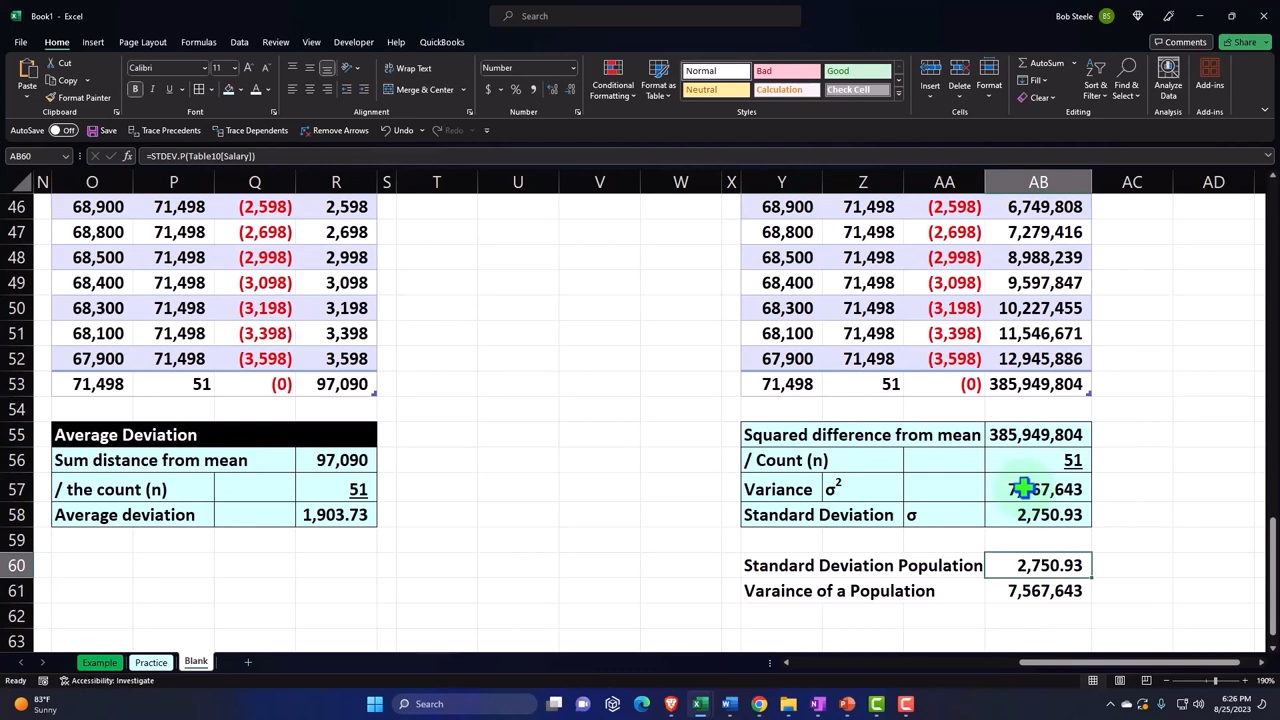 Book1 - Excel
Search
Bob Steele BS
File Home Insert Page Layout Formulas Data Review View Developer Help QuickBooks
Comments Share
Cut
Copy
Format Painter
Paste
Clipboard
Calibri 11
B I U
Font
Wrap Text
Merge & Center
Alignment
Number
$ % ,
Number
Conditional Formatting
Format as Table
Normal Bad Good
Neutral Calculation Check Cell
Styles
Insert Delete Format
Cells
AutoSum
Fill
Clear
Sort & Filter
Find & Select
Editing
Analyze Data
Analysis
Add-ins
Add-ins
AutoSave Off Save Trace Precedents Trace Dependents Remove Arrows Undo Redo
AB60 fx =STDEV.P(Table10[Salary])
N O P Q R S T U V W X Y Z AA AB AC AD
46 68,900 71,498 (2,598) 2,598 68,900 71,498 (2,598) 6,749,808
47 68,800 71,498 (2,698) 2,698 68,800 71,498 (2,698) 7,279,416
48 68,500 71,498 (2,998) 2,998 68,500 71,498 (2,998) 8,988,239
49 68,400 71,498 (3,098) 3,098 68,400 71,498 (3,098) 9,597,847
50 68,300 71,498 (3,198) 3,198 68,300 71,498 (3,198) 10,227,455
51 68,100 71,498 (3,398) 3,398 68,100 71,498 (3,398) 11,546,671
52 67,900 71,498 (3,598) 3,598 67,900 71,498 (3,598) 12,945,886
53 71,498 51 (0) 97,090 71,498 51 (0) 385,949,804
54
55 Average Deviation Squared difference from mean 385,949,804
56 Sum distance from mean 97,090 / Count (n) 51
57 / the count (n) 51 Variance σ²
58 Average deviation 1,903.73 Standard Deviation σ 2,750.93
59
60 Standard Deviation Population 2,750.93
61 Varaince of a Population 7,567,643
62
63
Example Practice Blank
Ready Accessibility: Investigate 190%
83°F
Sunny
Search
6:26 PM
8/25/2023